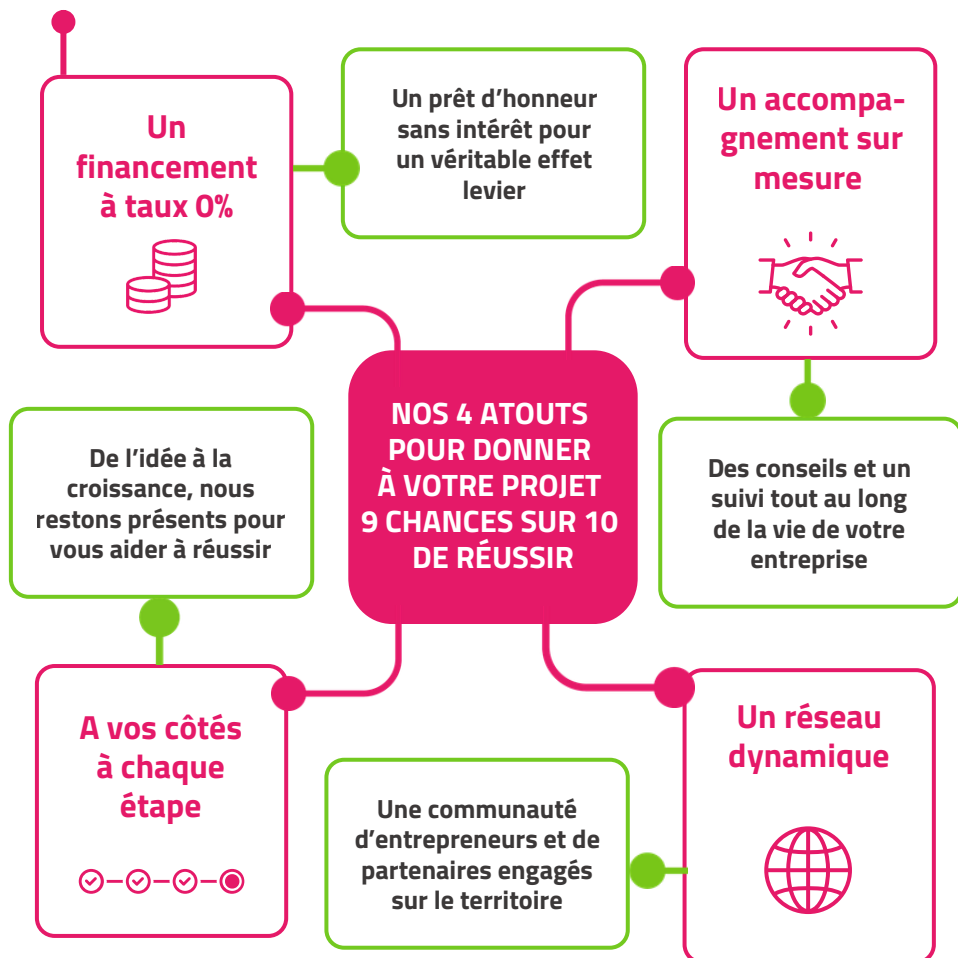 Un
financement
à taux 0%
Un prêt d’honneur
sans intérêt pour
un véritable effet
levier
Un accompa-
gnement sur
mesure
NOS 4 ATOUTS
POUR DONNER
À VOTRE PROJET
9 CHANCES SUR 10
DE RÉUSSIR
De l’idée à la
croissance, nous
restons présents pour
vous aider à réussir
Des conseils et un
suivi tout au long
de la vie de votre
entreprise
A vos côtés
à chaque
étape
Une communauté
d’entrepreneurs et de
partenaires engagés
sur le territoire
Un réseau
dynamique